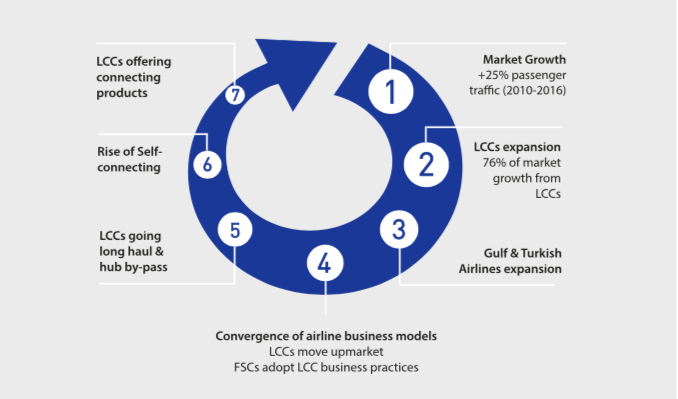 1
Market Growth
+25% passenger
traffic (2010-2016)
2
LCCs expansion
76% of market
growth from
LCCs
3
Gulf & Turkish
Airlines expansion
4
Convergence of airline business models
LCCs move upmarket
FSCs adopt LCC business practices
5
LCCs going
long haul &
hub by-pass
6
Rise of Self-
connecting
7
LCCs offering
connecting
products